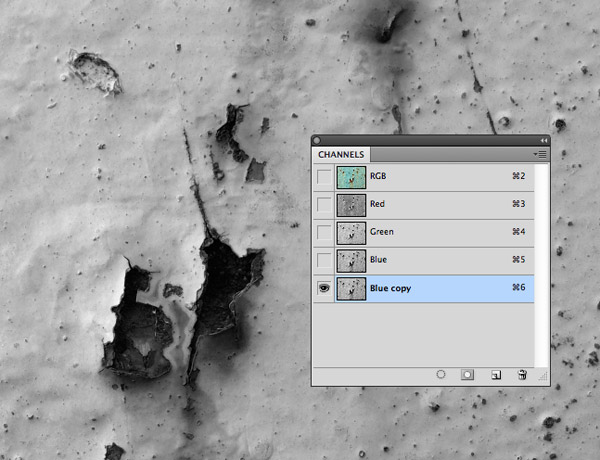 CHANNELS
RGB ⌘2
Red ⌘3
Green ⌘4
Blue ⌘5
Blue copy ⌘6